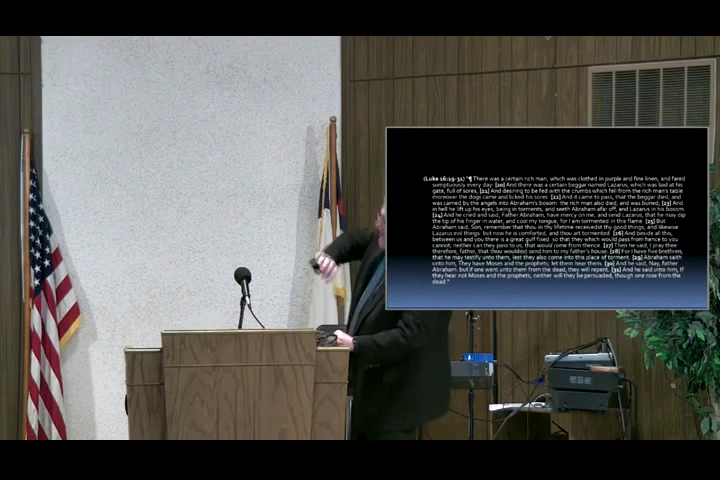 (Luke 16:19-31) "¶ There was a certain rich man, which was clothed in purple and fine linen, and fared
sumptuously every day: [20] And there was a certain beggar named Lazarus, which was laid at his
gate, full of sores, [21] And desiring to be fed with the crumbs which fell from the rich man's table:
moreover the dogs came and licked his sores. [22] And it came to pass, that the beggar died, and
was carried by the angels into Abraham's bosom: the rich man also died, and was buried; [23] And
in hell he lift up his eyes, being in torments, and seeth Abraham afar off, and Lazarus in his bosom.
[24] And he cried and said, Father Abraham, have mercy on me, and send Lazarus, that he may dip
the tip of his finger in water, and cool my tongue; for I am tormented in this flame. [25] But
Abraham said, Son, remember that thou in thy lifetime receivedst thy good things, and likewise
Lazarus evil things: but now he is comforted, and thou art tormented. [26] And beside all this,
between us and you there is a great gulf fixed: so that they which would pass from hence to you
cannot; neither can they pass to us, that would come from thence. [27] Then he said, I pray thee
therefore, father, that thou wouldest send him to my father's house: [28] For I have five brethren;
that he may testify unto them, lest they also come into this place of torment. [29] Abraham saith
unto him, They have Moses and the prophets; let them hear them. [30] And he said, Nay, father
Abraham: but if one went unto them from the dead, they will repent. [31] And he said unto him, If
they hear not Moses and the prophets, neither will they be persuaded, though one rose from the
dead."